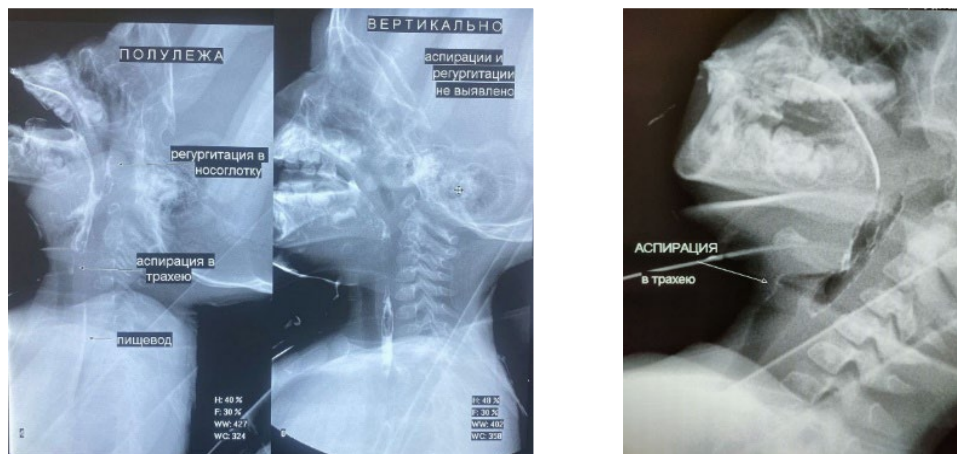 ПОЛУЛЕЖА
регургитация в
носоглотку
аспирация в
трахею
пищевод
H: 40 %
F: 30 %
WW: 427
WC: 324
ВЕРТИКАЛЬНО
аспирации и
регургитации
не выявлено
H: 40 %
F: 30 %
WW: 402
WC: 350
АСПИРАЦИЯ
в трахею